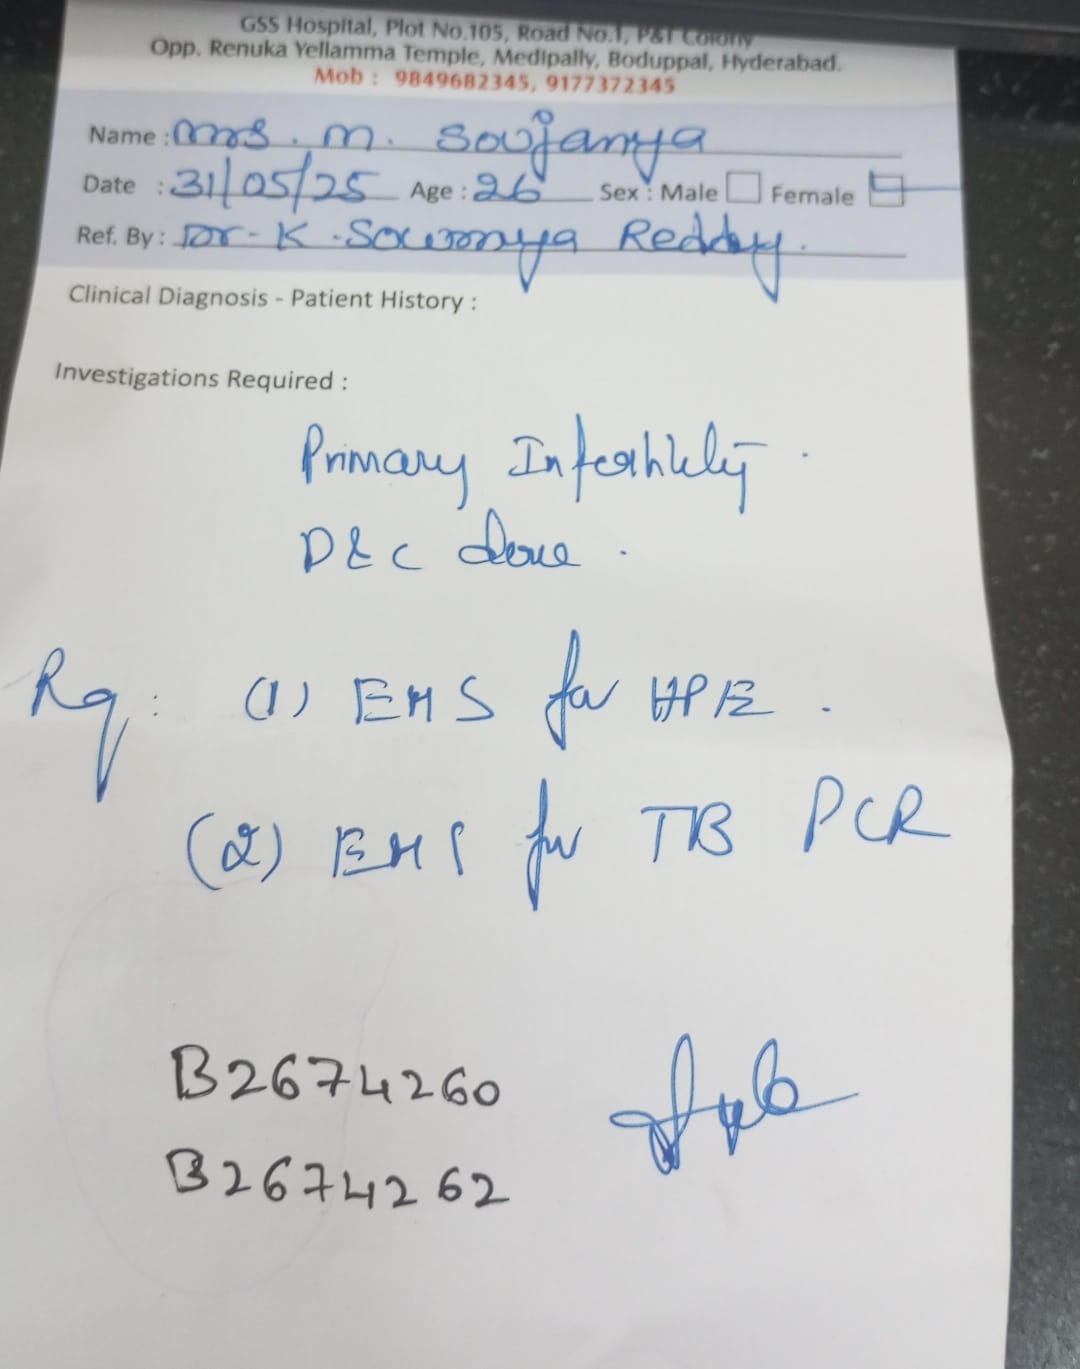 GSS Hospital, Plot No.105, Road No.1, P&T Colony
Opp. Renuka Yellamma Temple, Medipally, Boduppal, Hyderabad.
Mob : 9849682345, 9177372345
Name : Mrs. M. Soujanya
Date : 31/05/25 Age : 26 Sex : Male Female
Ref. By : Dr - K. Sowmya Reddy.
Clinical Diagnosis - Patient History :
Investigations Required :
Primary Infertility.
D&C done.
Rq: (1) EMS for HPE.
(2) EMS for TB PCR
B2674260
B2674262